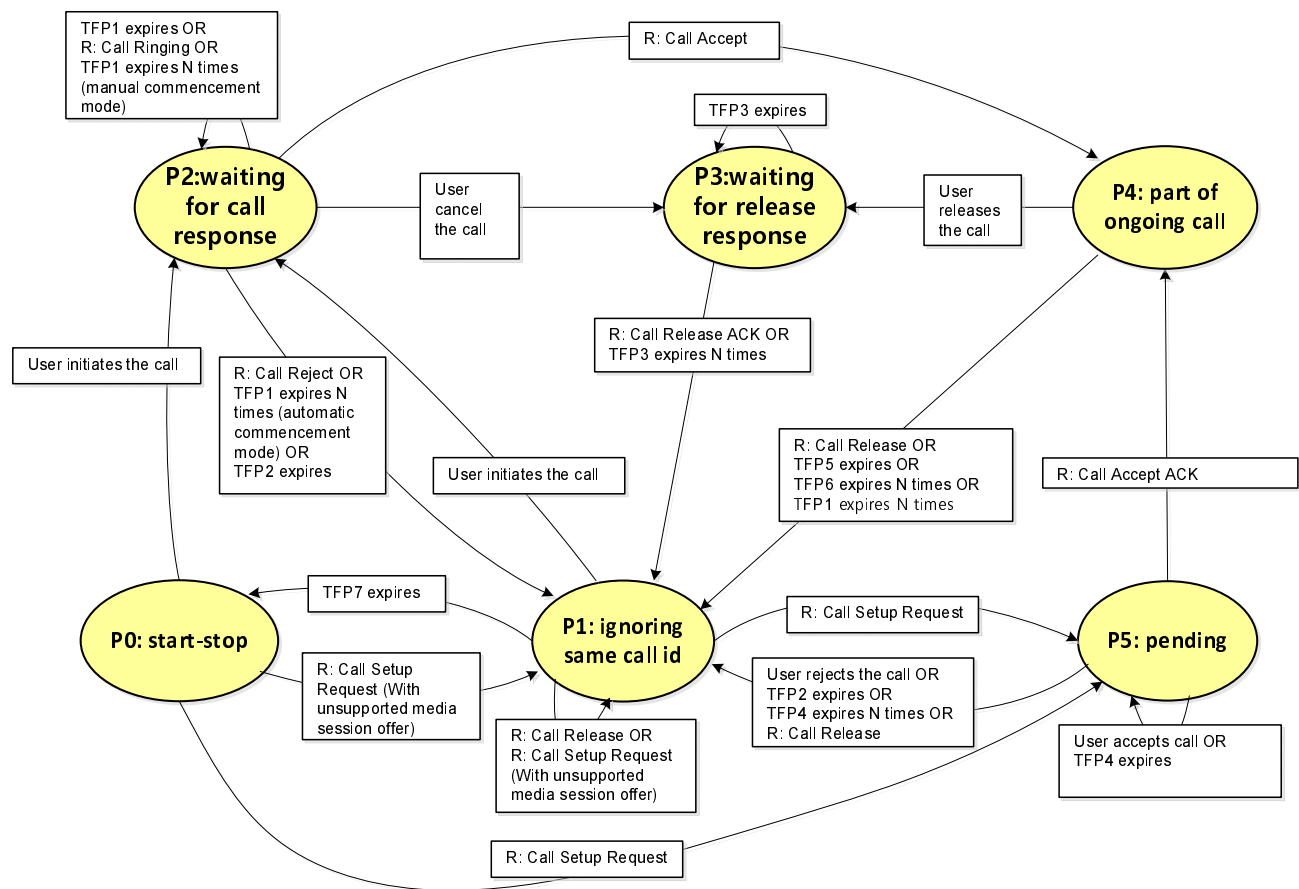 TFP1 expires OR
R: Call Ringing OR
TFP1 expires N times
(manual commencement
mode)
R: Call Accept
TFP3 expires
P2:waiting
for call
response
User
cancel
the call
P3:waiting
for release
response
User
releases
the call
P4: part of
ongoing call
User initiates the call
R: Call Reject OR
TFP1 expires N
times (automatic
commencement
mode) OR
TFP2 expires
R: Call Release ACK OR
TFP3 expires N times
User initiates the call
R: Call Release OR
TFP5 expires OR
TFP6 expires N times OR
TFP1 expires N times
R: Call Accept ACK
TFP7 expires
P0: start-stop
P1: ignoring
same call id
R: Call Setup Request
P5: pending
R: Call Setup
Request (With
unsupported media
session offer)
R: Call Release OR
R: Call Setup Request
(With unsupported
media session offer)
User rejects the call OR
TFP2 expires OR
TFP4 expires N times OR
R: Call Release
User accepts call OR
TFP4 expires
R: Call Setup Request